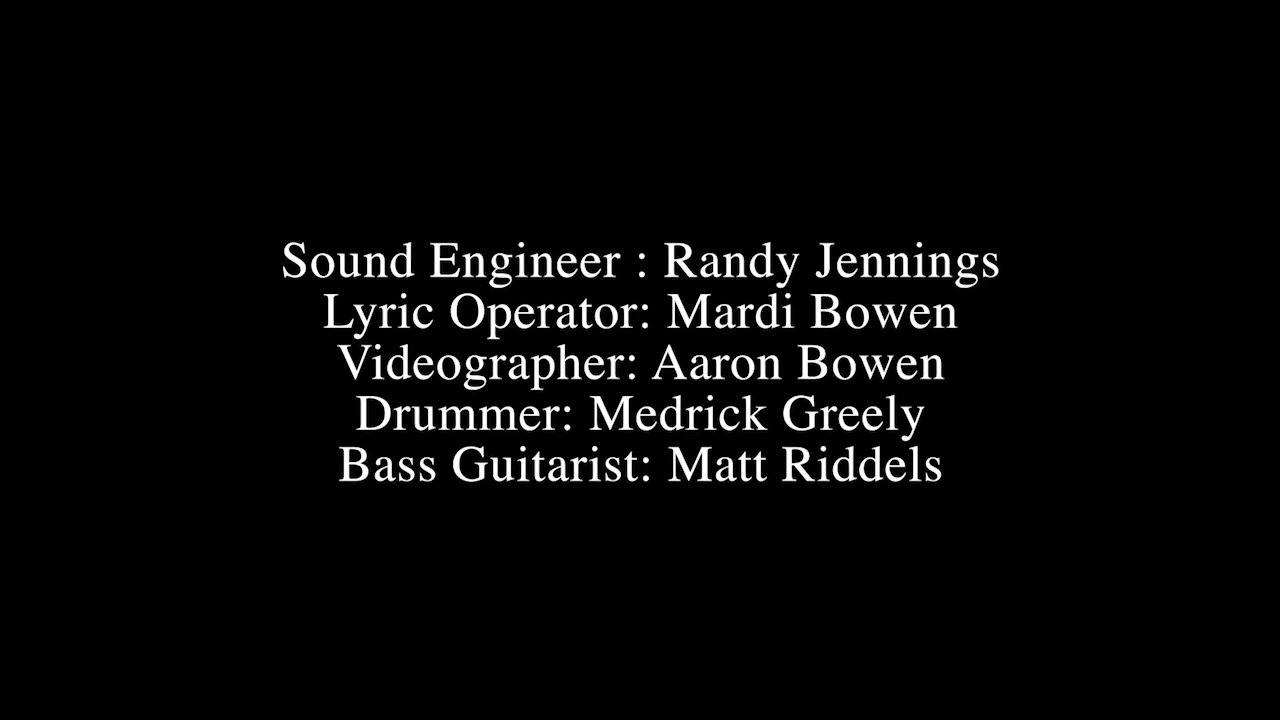 Sound Engineer : Randy Jennings
Lyric Operator: Mardi Bowen
Videographer: Aaron Bowen
Drummer: Medrick Greely
Bass Guitarist: Matt Riddels